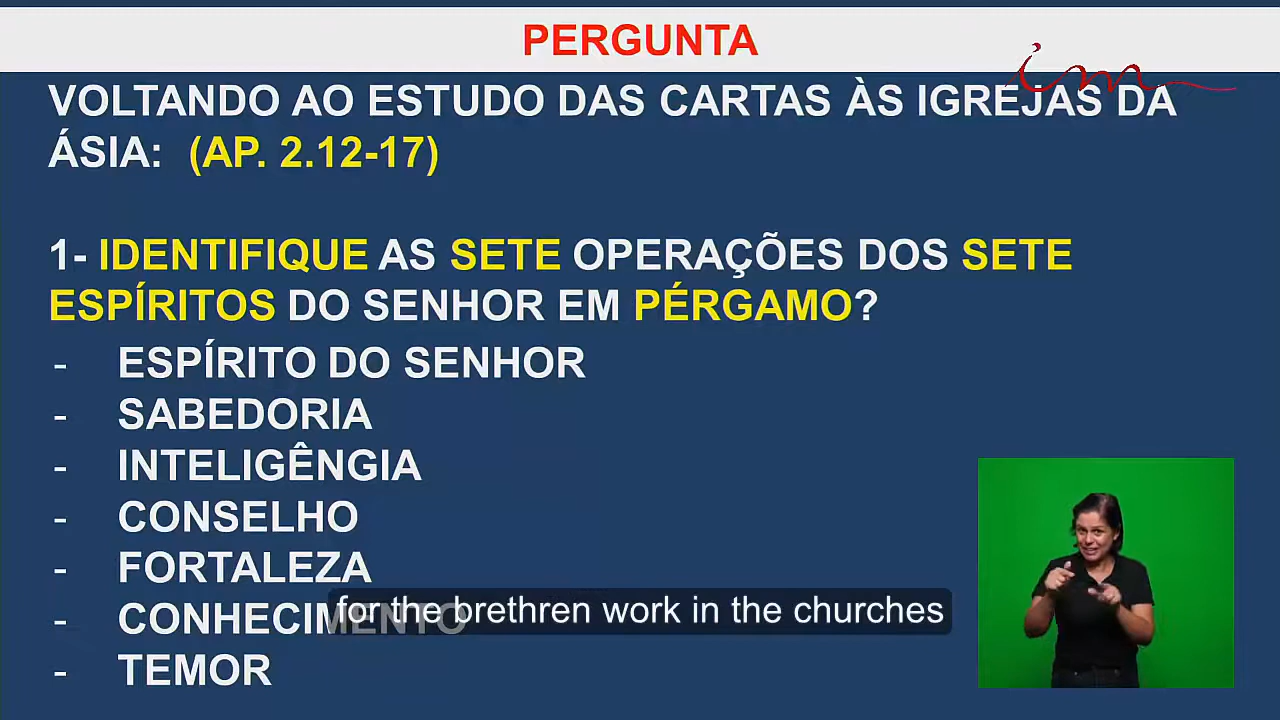 PERGUNTA
im
VOLTANDO AO ESTUDO DAS CARTAS ÀS IGREJAS DA
ÁSIA: (AP. 2.12-17)
1- IDENTIFIQUE AS SETE OPERAÇÕES DOS SETE
ESPÍRITOS DO SENHOR EM PÉRGAMO?
- ESPÍRITO DO SENHOR
- SABEDORIA
- INTELIGÊNGIA
- CONSELHO
- FORTALEZA
- CONHECIMENTO
for the brethren work in the churches
- TEMOR